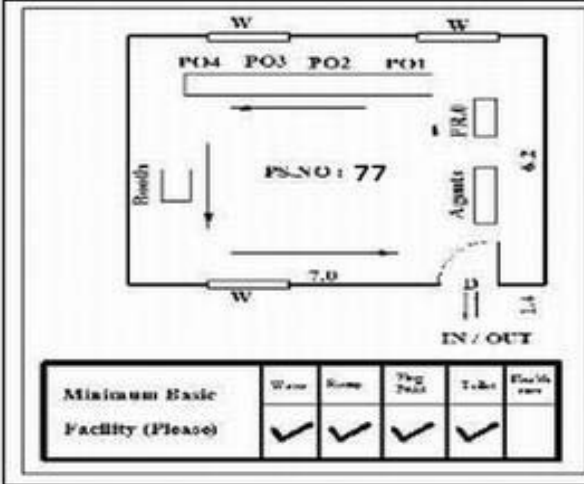 W W
PO4 PO3 PO2 PO1
PR.O
Booth
PS.NO : 77
Agents
6.2
7.0
W
D
1.4
IN / OUT
Minimum Basic
Facility (Please)
Water Ramp Toilet